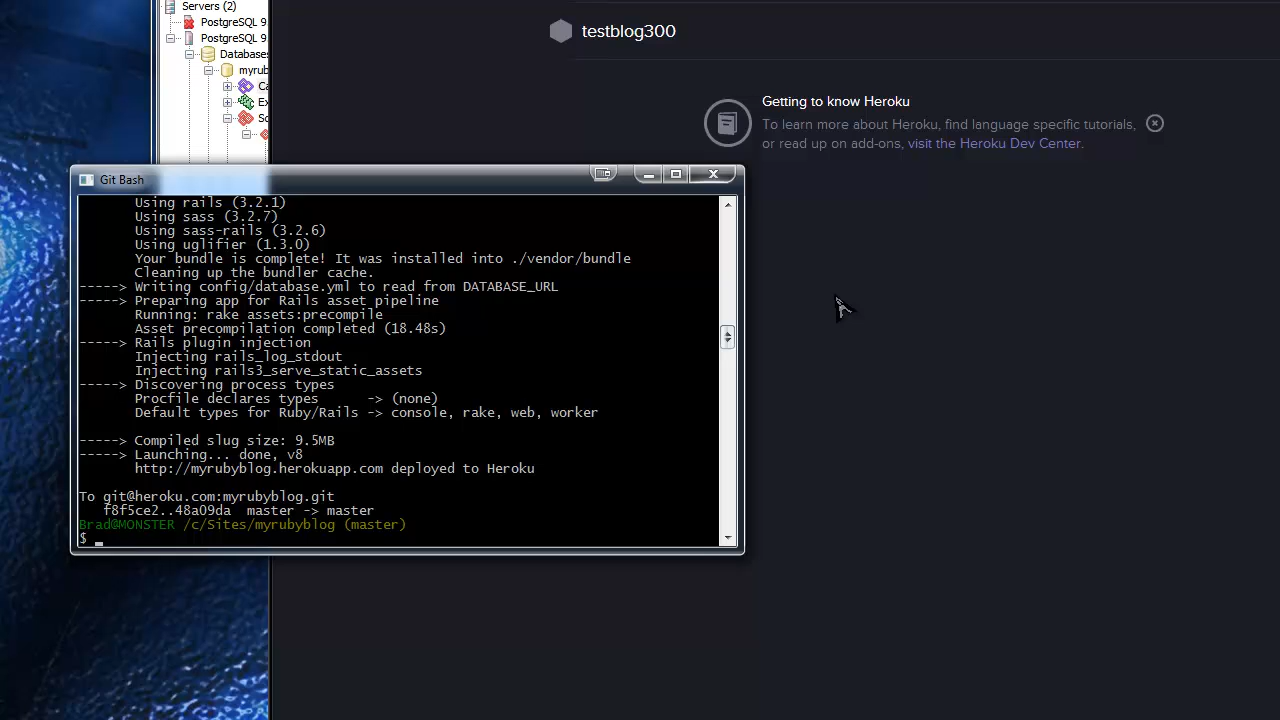 Servers (2)
PostgreSQL 9
PostgreSQL 9
Databases
myrub
Ca
Ex
Sc
testblog300
Getting to know Heroku
To learn more about Heroku, find language specific tutorials,
or read up on add-ons, visit the Heroku Dev Center.
Git Bash
Using rails (3.2.1)
Using sass (3.2.7)
Using sass-rails (3.2.6)
Using uglifier (1.3.0)
Your bundle is complete! It was installed into ./vendor/bundle
Cleaning up the bundler cache.
-----> Writing config/database.yml to read from DATABASE_URL
-----> Preparing app for Rails asset pipeline
Running: rake assets:precompile
Asset precompilation completed (18.48s)
-----> Rails plugin injection
Injecting rails_log_stdout
Injecting rails3_serve_static_assets
-----> Discovering process types
Procfile declares types -> (none)
Default types for Ruby/Rails -> console, rake, web, worker
-----> Compiled slug size: 9.5MB
-----> Launching... done, v8
http://myrubyblog.herokuapp.com deployed to Heroku
To git@heroku.com:myrubyblog.git
f8f5ce2..48a09da master -> master
Brad@MONSTER /c/Sites/myrubyblog (master)
$ _